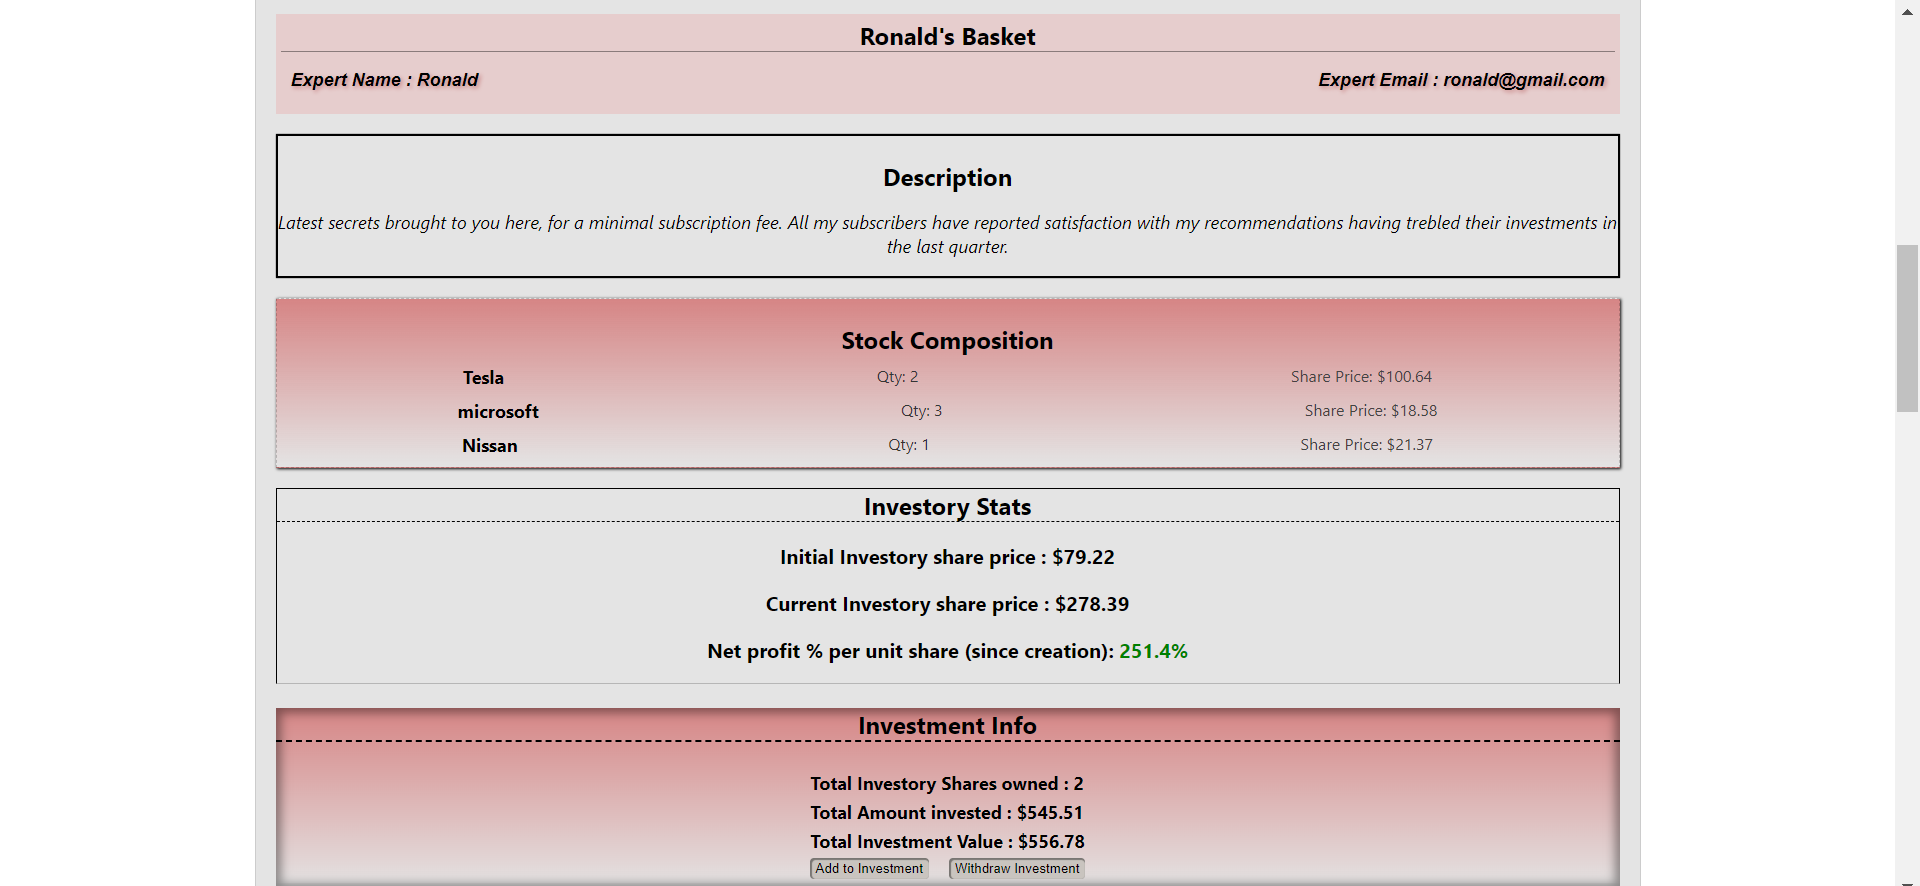 Ronald's Basket
Expert Name : Ronald
Expert Email : ronald@gmail.com
Description
Latest secrets brought to you here, for a minimal subscription fee. All my subscribers have reported satisfaction with my recommendations having trebled their investments in
the last quarter.
Stock Composition
Tesla Qty: 2 Share Price: $100.64
microsoft Qty: 3 Share Price: $18.58
Nissan Qty: 1 Share Price: $21.37
Investory Stats
Initial Investory share price : $79.22
Current Investory share price : $278.39
Net profit % per unit share (since creation): 251.4%
Investment Info
Total Investory Shares owned : 2
Total Amount invested : $545.51
Total Investment Value : $556.78
Add to Investment Withdraw Investment